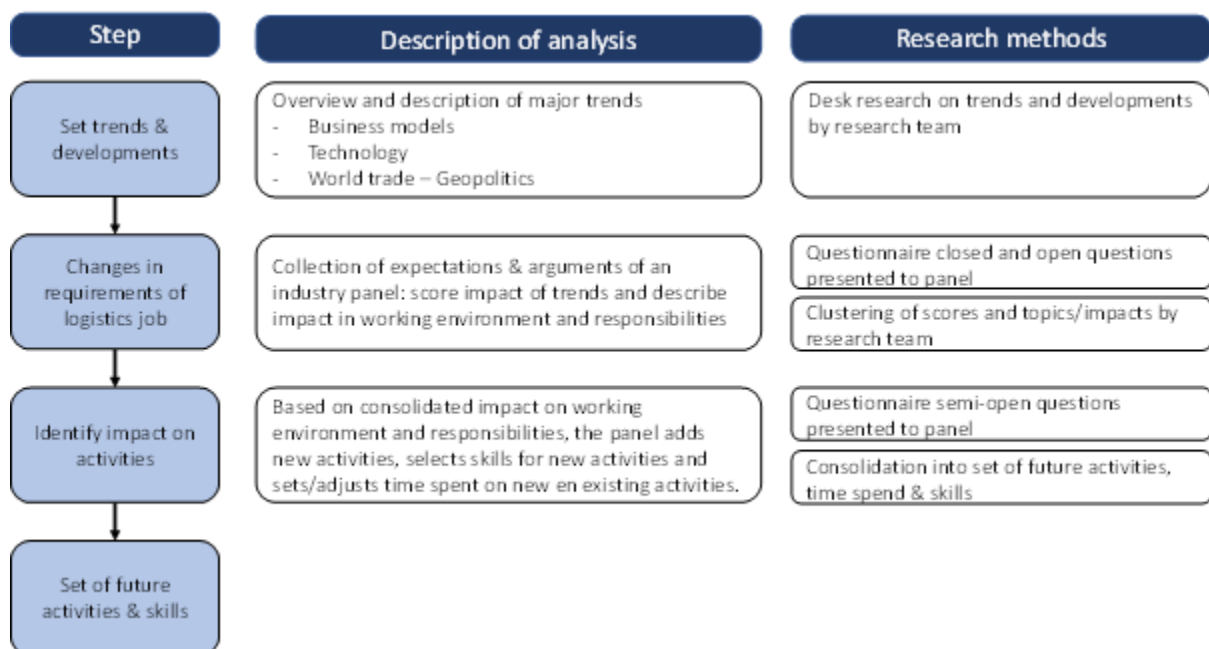 Step
Description of analysis
Research methods
Set trends &
developments
Overview and description of major trends
- Business models
- Technology
- World trade – Geopolitics
Desk research on trends and developments
by research team
Changes in
requirements of
logistics job
Collection of expectations & arguments of an
industry panel: score impact of trends and describe
impact in working environment and responsibilities
Questionnaire closed and open questions
presented to panel
Clustering of scores and topics/impacts by
research team
Identify impact on
activities
Based on consolidated impact on working
environment and responsibilities, the panel adds
new activities, selects skills for new activities and
sets/adjusts time spent on new en existing activities.
Questionnaire semi-open questions
presented to panel
Consolidation into set of future activities,
time spend & skills
Set of future
activities & skills